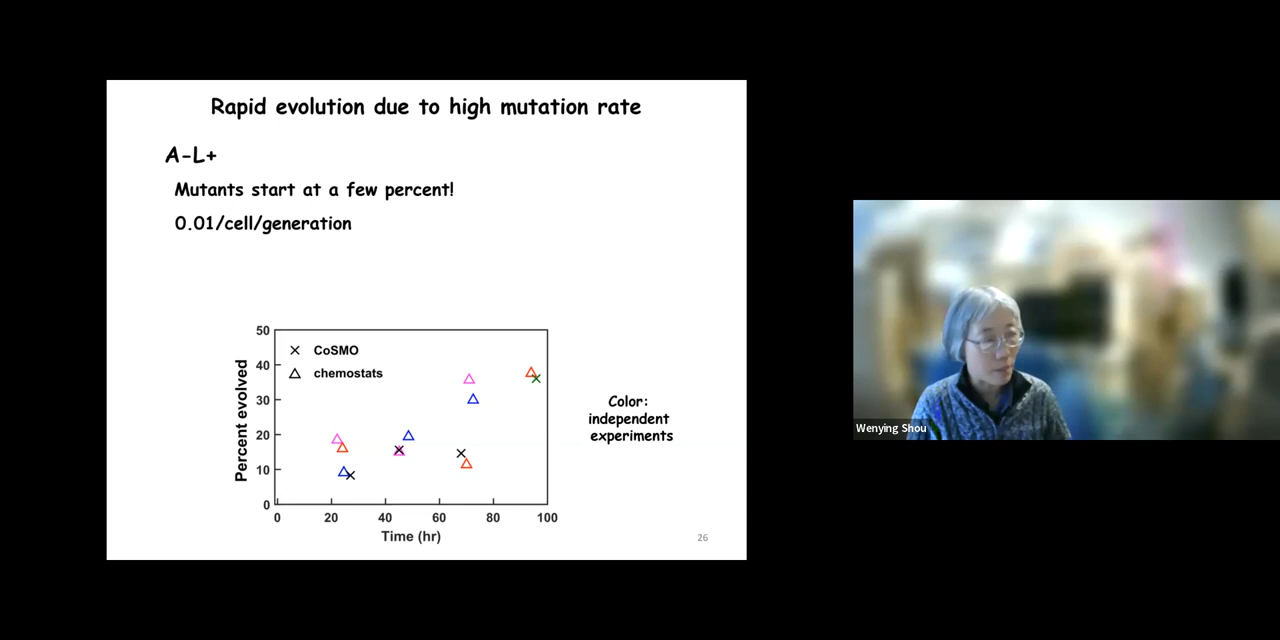 Rapid evolution due to high mutation rate
A-L+
Mutants start at a few percent!
0.01/cell/generation
50
40
30
20
10
0
Percent evolved
CoSMO
chemostats
0 20 40 60 80 100
Time (hr)
Color:
independent
experiments
26
Wenying Shou